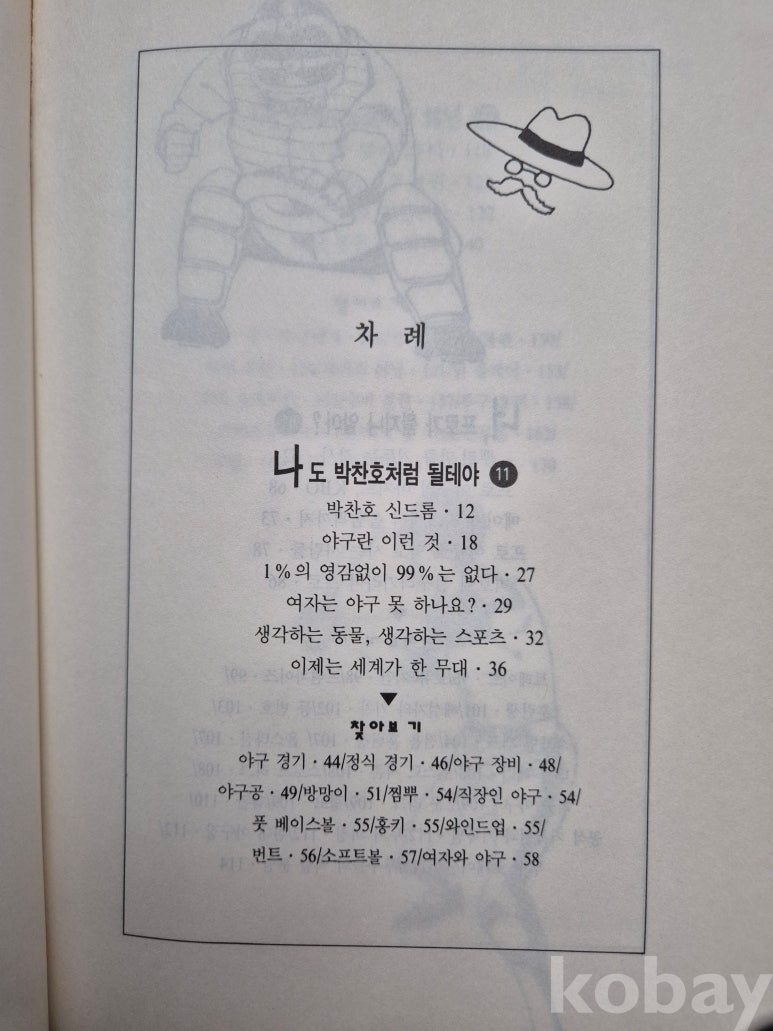 차 례
나도 박찬호처럼 될테야 11
박찬호 신드롬 · 12
야구란 이런 것 · 18
1%의 영감없이 99%는 없다 · 27
여자는 야구 못 하나요? · 29
생각하는 동물, 생각하는 스포츠 · 32
이제는 세계가 한 무대 · 36
찾아보기
야구 경기 · 44/정식 경기 · 46/야구 장비 · 48/
야구공 · 49/방망이 · 51/찜뿌 · 54/직장인 야구 · 54/
풋 베이스볼 · 55/홍키 · 55/와인드업 · 55/
번트 · 56/소프트볼 · 57/여자와 야구 · 58
kobay